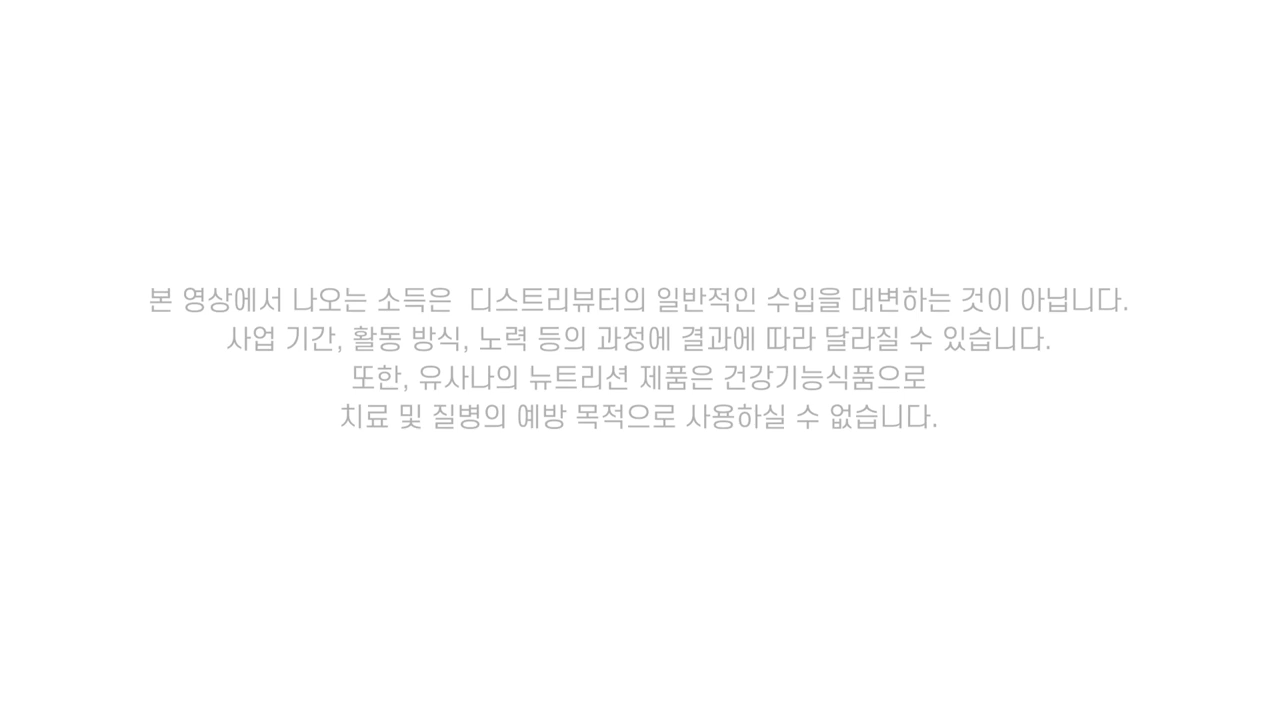 본 영상에서 나오는 소득은 디스트리뷰터의 일반적인 수입을 대변하는 것이 아닙니다.
사업 기간, 활동 방식, 노력 등의 과정에 결과에 따라 달라질 수 있습니다.
또한, 유사나의 뉴트리션 제품은 건강기능식품으로
치료 및 질병의 예방 목적으로 사용하실 수 없습니다.